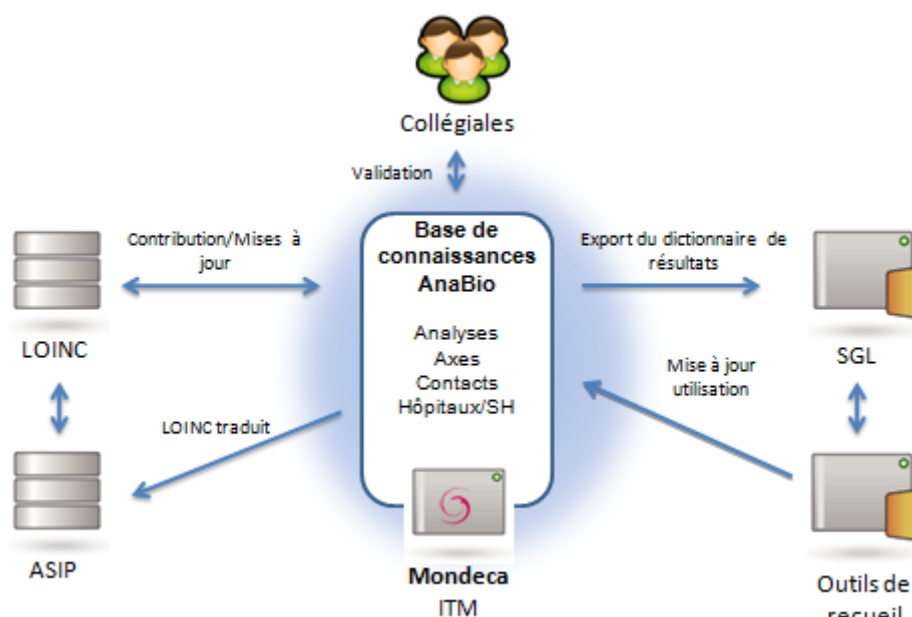 Collégiales
Validation
Base de
connaissances
AnaBio
Analyses
Axes
Contacts
Hôpitaux/SH
Contribution/Mises à
jour
Export du dictionnaire de
résultats
LOINC
SGL
Mise à jour
utilisation
LOINC traduit
ASIP
Mondeca
ITM
Outils de
recueil